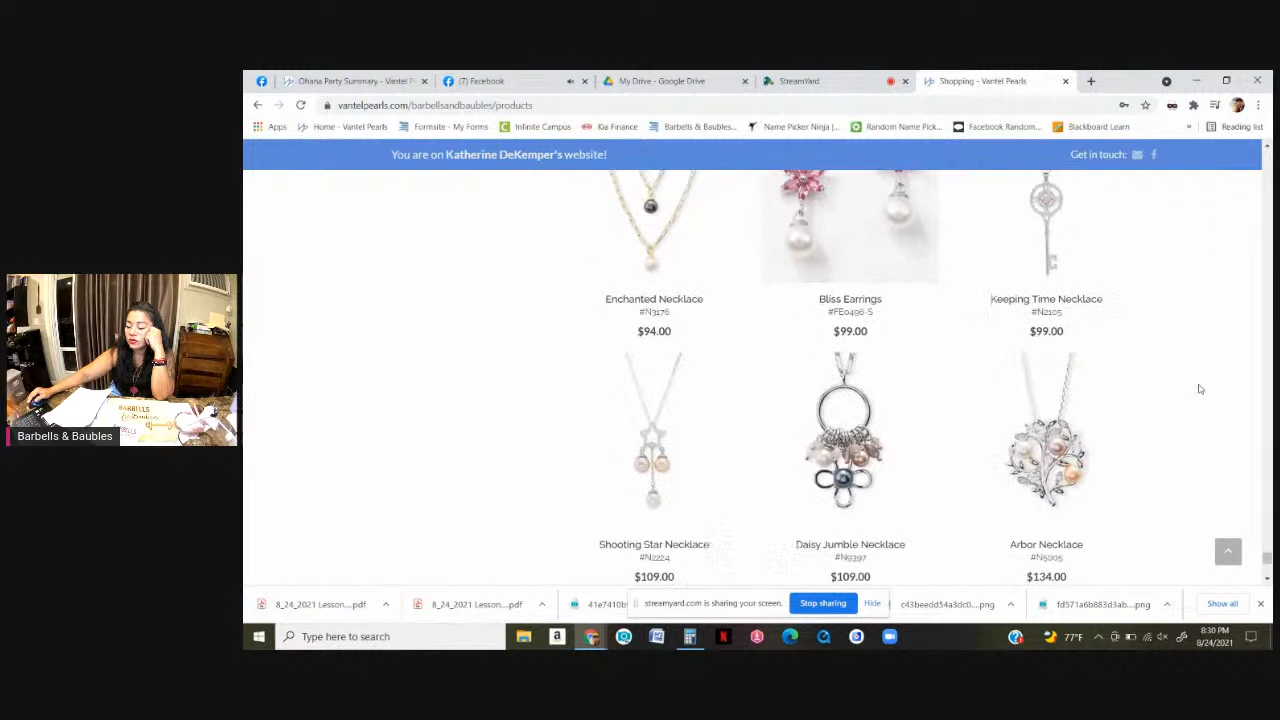 Ohana Party Summary - Vantel P
(7) Facebook
My Drive - Google Drive
StreamYard
Shopping - Vantel Pearls
vantelpearls.com/barbellsandbaubles/products
Apps
Home - Vantel Pearls
Formsite - My Forms
Infinite Campus
Kia Finance
Barbells & Baubles...
Name Picker Ninja |...
Random Name Pick...
Facebook Random...
Blackboard Learn
»
Reading list
You are on Katherine DeKemper's website!
Get in touch:
Enchanted Necklace
#N3176
$94.00
Bliss Earrings
#FE0496-S
$99.00
Keeping Time Necklace
#N2105
$99.00
Shooting Star Necklace
#N2224
$109.00
Daisy Jumble Necklace
#N9397
$109.00
Arbor Necklace
#N5005
$134.00
BARBELLS
Barbells & Baubles
8_24_2021 Lesson....pdf
8_24_2021 Lesson....pdf
streamyard.com is sharing your screen.
Stop sharing
Hide
c43beedd54a3dc0....png
fd571a6b883d3ab....png
Show all
Type here to search
77°F
8:30 PM
8/24/2021